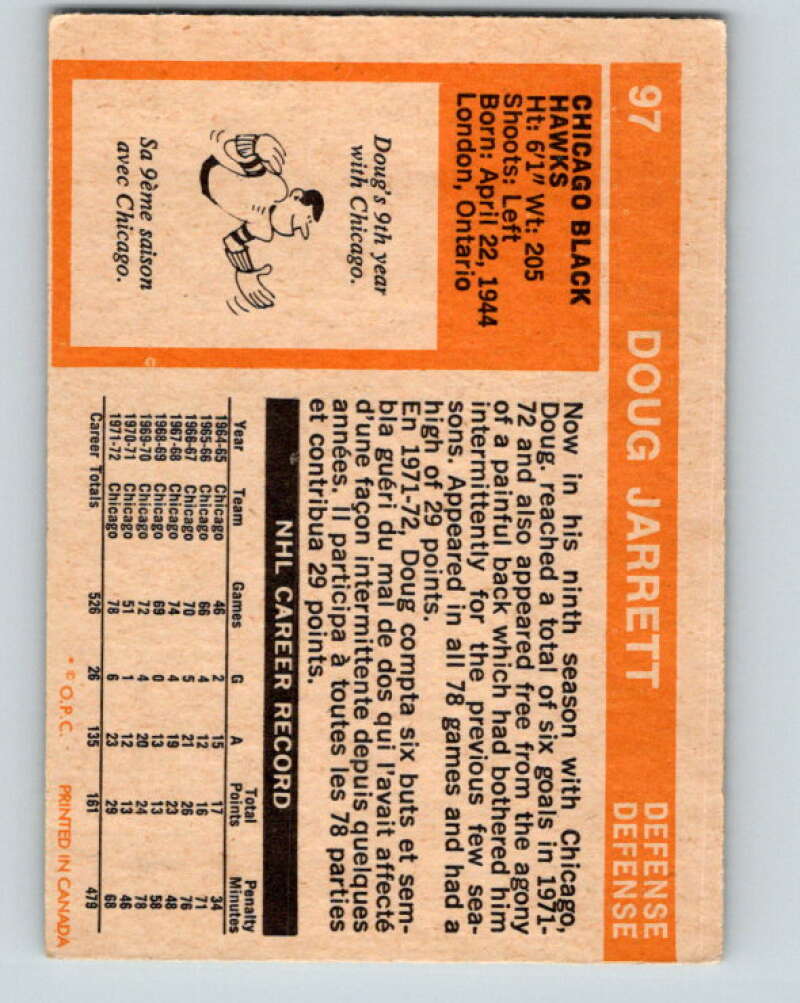 97 DOUG JARRETT DEFENSE
DEFENSE
CHICAGO BLACK
HAWKS
Ht: 6'1" Wt: 205
Shoots: Left
Born: April 22, 1944
London, Ontario
Doug's 9th year
with Chicago.
Sa 9ème saison
avec Chicago.
Now in his ninth season with Chicago,
Doug. reached a total of six goals in 1971-
72 and also appeared free from the agony
of a painful back which had bothered him
intermittently for the previous few sea-
sons. Appeared in all 78 games and had a
high of 29 points.
En 1971-72, Doug compta six buts et sem-
bla guéri du mal de dos qui l'avait affecté
d'une façon intermittente depuis quelques
années. Il participa à toutes les 78 parties
et contribua 29 points.
NHL CAREER RECORD
Year Team Games G A Total Points Penalty Minutes
1964-65 Chicago 46 2 15 17 34
1965-66 Chicago 66 4 12 16 71
1966-67 Chicago 70 5 21 26 76
1967-68 Chicago 74 4 19 23 48
1968-69 Chicago 69 0 13 13 58
1969-70 Chicago 72 4 20 24 78
1970-71 Chicago 51 1 12 13 46
1971-72 Chicago 78 6 23 29 68
Career Totals 526 26 135 161 479
* © O.P.C. PRINTED IN CANADA